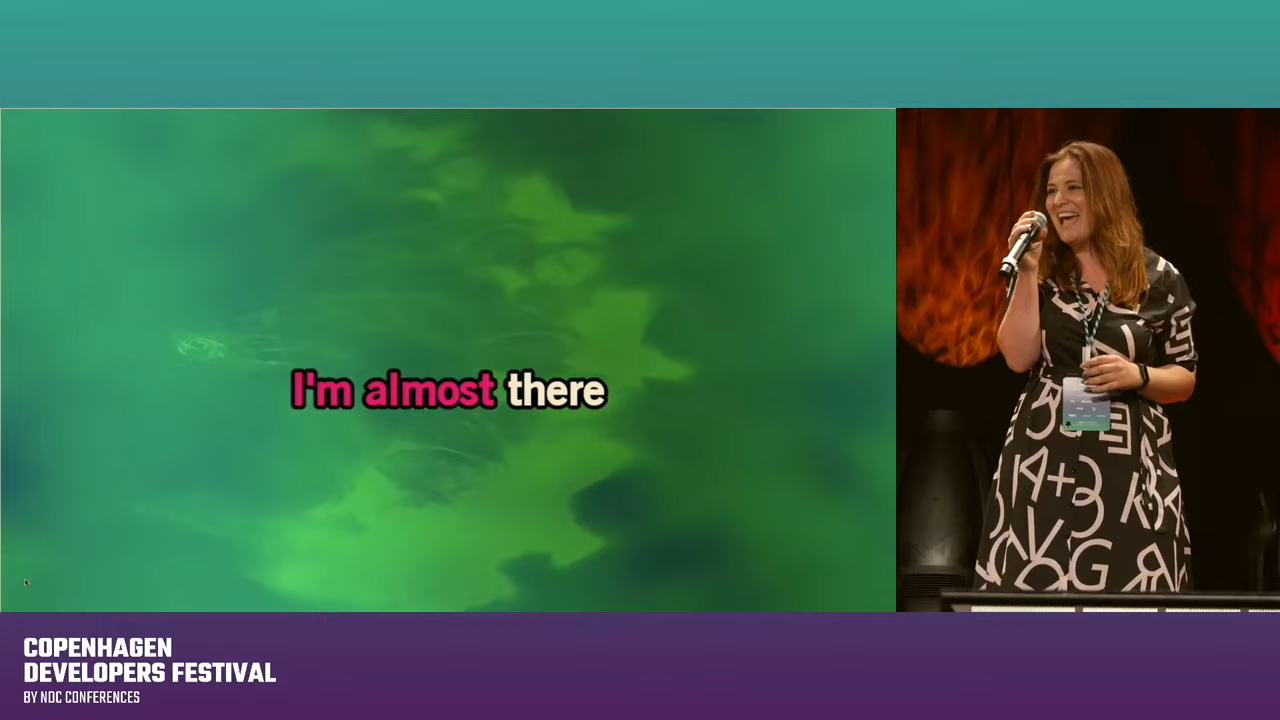 I'm almost there
COPENHAGEN
DEVELOPERS FESTIVAL
BY NDC CONFERENCES